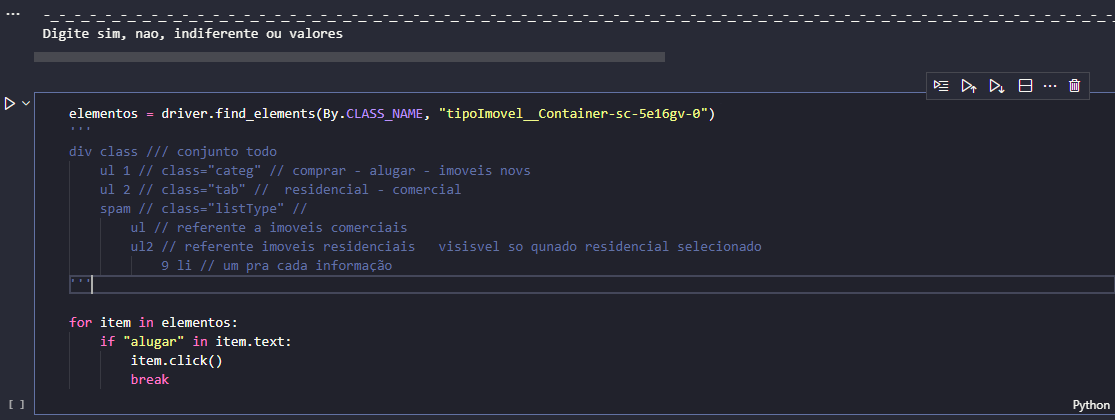 -_-_-_-_-_-_-_-_-_-_-_-_-_-_-_-_-_-_-_-_-_-_-_-_-_-_-_-_-_-_-_-_-_-_-_-_-_-_-_-_-_-_-_-_-_-_-_-_-_-_-_-_-_-_-_-_-_-_-_-_-_-_-_-_-_-_-_-_-
Digite sim, nao, indiferente ou valores
elementos = driver.find_elements(By.CLASS_NAME, "tipoImovel__Container-sc-5e16gv-0")
'''
div class /// conjunto todo
    ul 1 // class="categ" // comprar - alugar - imoveis novs
    ul 2 // class="tab" //  residencial - comercial
    spam // class="listType" //
        ul // referente a imoveis comerciais
        ul2 // referente imoveis residenciais   visisvel so qunado residencial selecionado
            9 li // um pra cada informação
'''
for item in elementos:
    if "alugar" in item.text:
        item.click()
        break
[ ]
Python